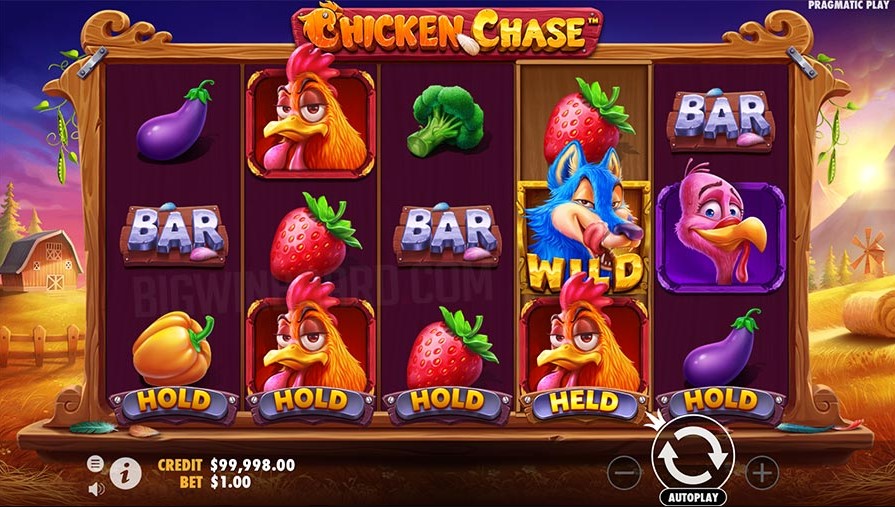 PRAGMATIC PLAY
CHICKEN CHASE™
BAR
BAR
BAR
WILD
HOLD
HOLD
HOLD
HELD
HOLD
CREDIT $99,998.00
BET $1.00
AUTOPLAY